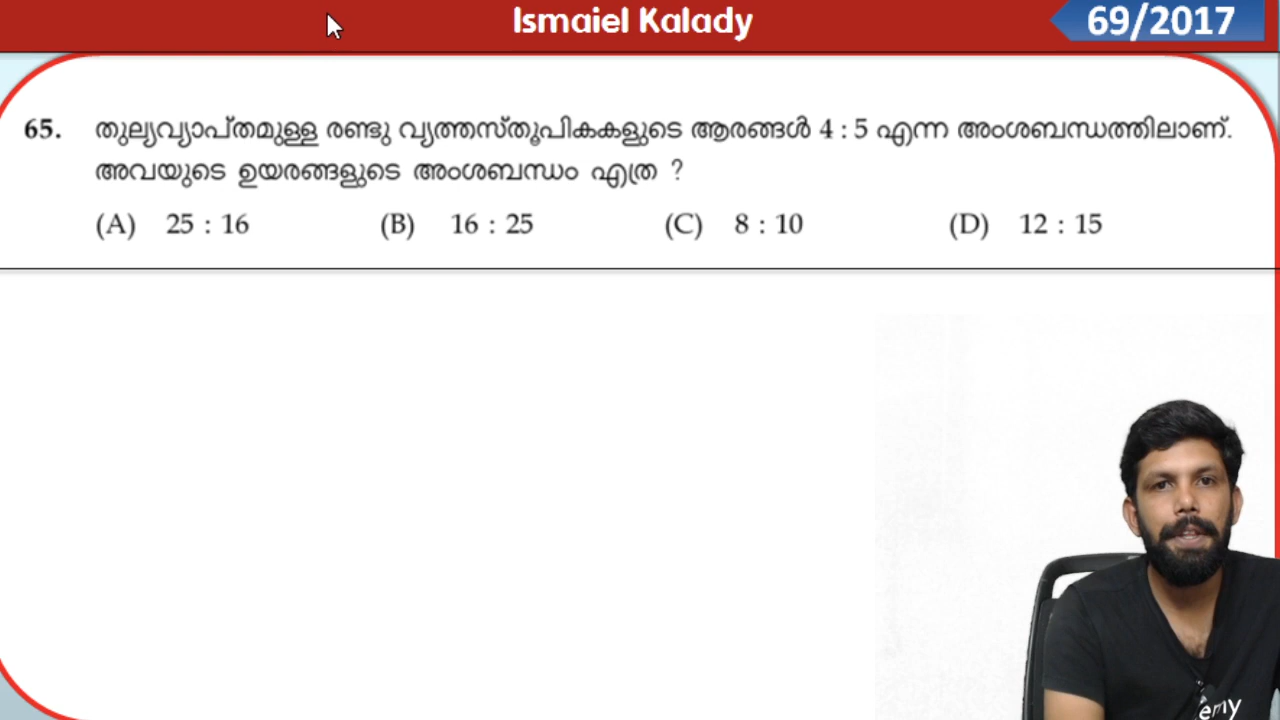 Ismaiel Kalady
69/2017
65. തുല്യവ്യാപ്തമുള്ള രണ്ടു വൃത്തസ്തൂപികകളുടെ ആരങ്ങൾ 4 : 5 എന്ന അംശബന്ധത്തിലാണ്.
അവയുടെ ഉയരങ്ങളുടെ അംശബന്ധം എത്ര ?
(A) 25 : 16 (B) 16 : 25 (C) 8 : 10 (D) 12 : 15
emy